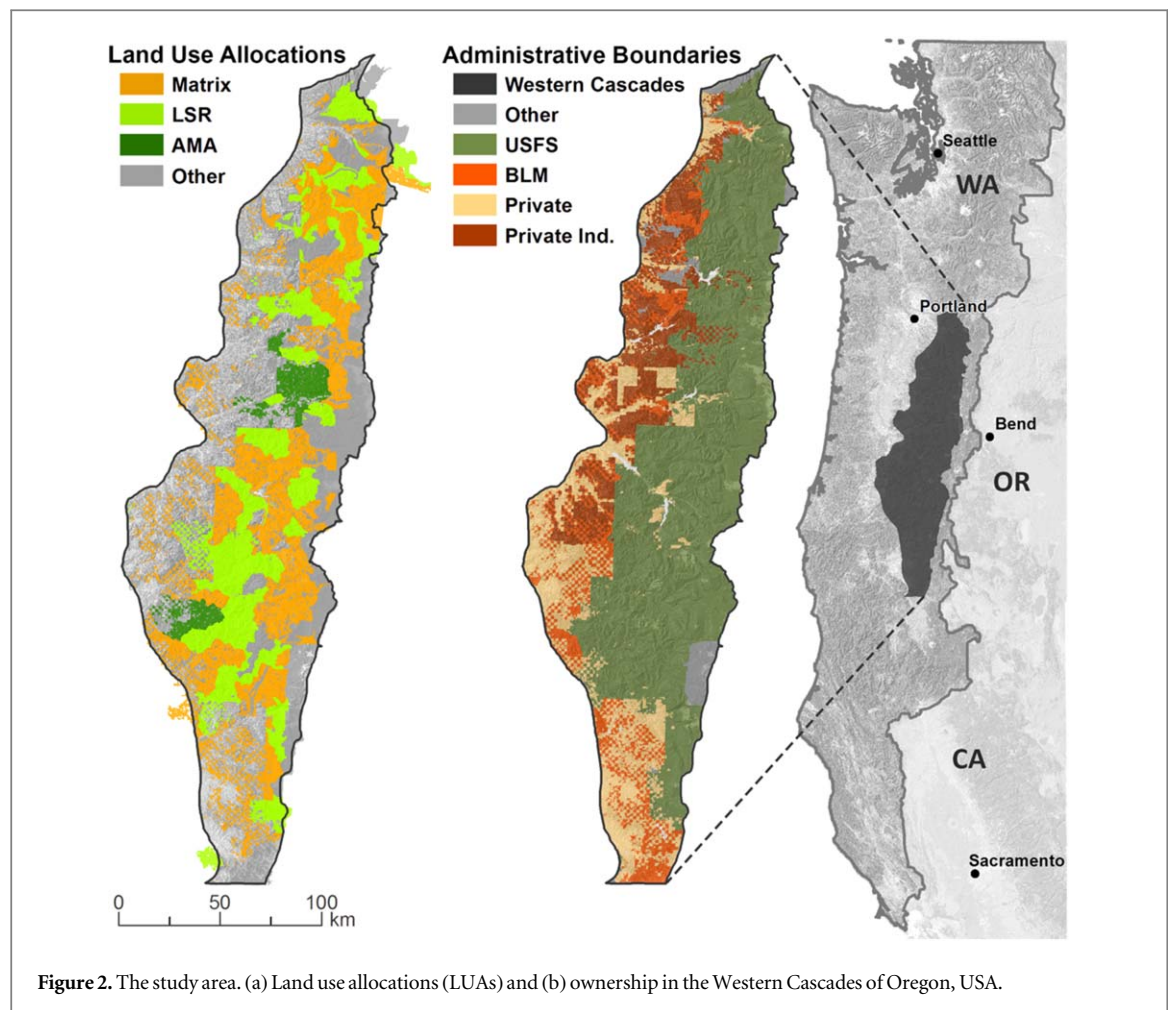 Land Use Allocations
Matrix
LSR
AMA
Other
Administrative Boundaries
Western Cascades
Other
USFS
BLM
Private
Private Ind.
Seattle
WA
Portland
Bend
OR
CA
Sacramento
0 50 100
km
Figure 2. The study area. (a) Land use allocations (LUAs) and (b) ownership in the Western Cascades of Oregon, USA.